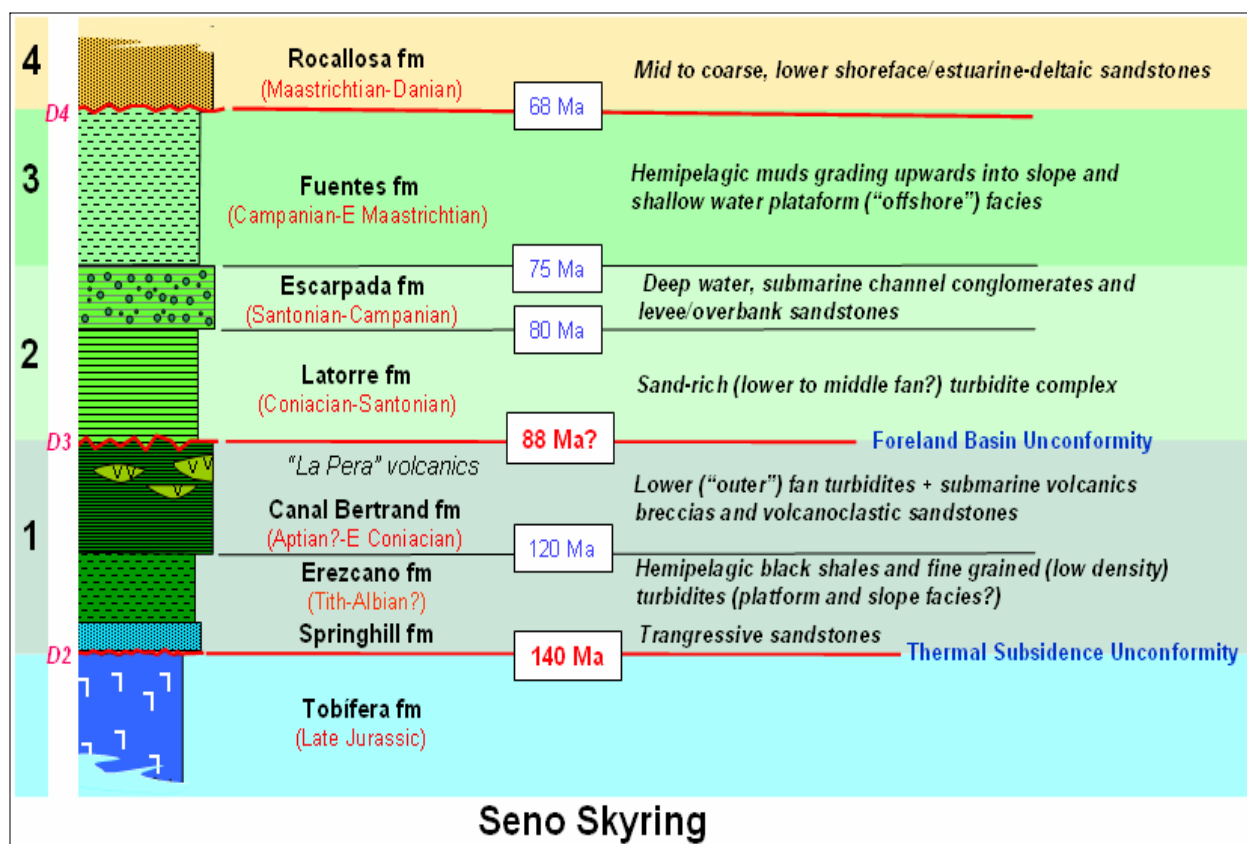 4
Rocallosa fm
(Maastrichtian-Danian)
Mid to coarse, lower shoreface/estuarine-deltaic sandstones
D4
68 Ma
3
Fuentes fm
(Campanian-E Maastrichtian)
Hemipelagic muds grading upwards into slope and
shallow water plataform (“offshore”) facies
75 Ma
Escarpada fm
(Santonian-Campanian)
Deep water, submarine channel conglomerates and
levee/overbank sandstones
80 Ma
2
Latorre fm
(Coniacian-Santonian)
Sand-rich (lower to middle fan?) turbidite complex
D3
88 Ma?
Foreland Basin Unconformity
V V
V V
V V
"La Pera" volcanics
1
Canal Bertrand fm
(Aptian?-E Coniacian)
Lower (“outer”) fan turbidites + submarine volcanics
breccias and volcanoclastic sandstones
120 Ma
Erezcano fm
(Tith-Albian?)
Hemipelagic black shales and fine grained (low density)
turbidites (platform and slope facies?)
Springhill fm
Trangressive sandstones
D2
140 Ma
Thermal Subsidence Unconformity
Tobífera fm
(Late Jurassic)
Seno Skyring